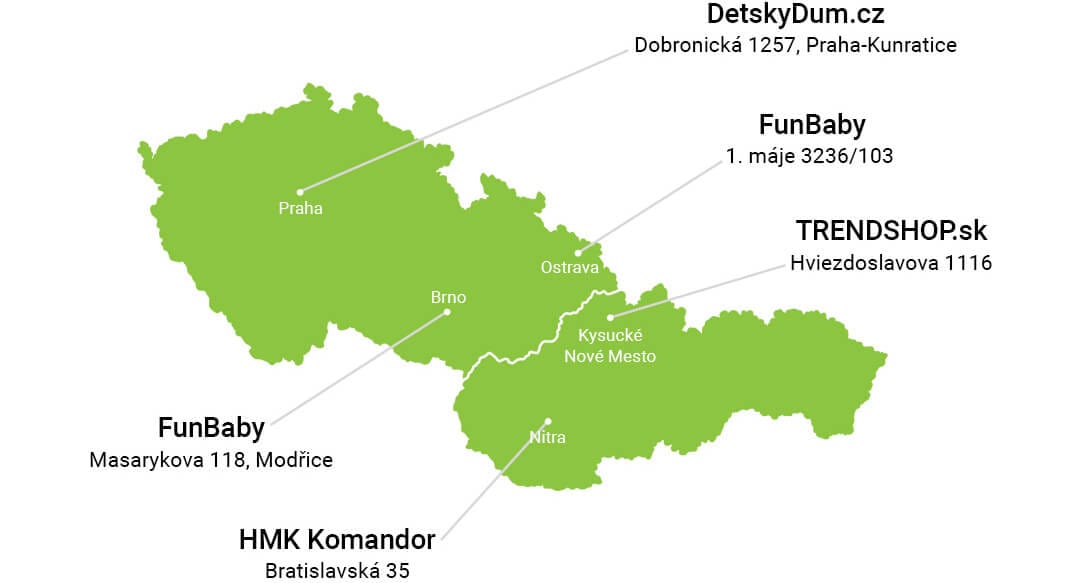 DetskyDum.cz
Dobronická 1257, Praha-Kunratice
FunBaby
1. máje 3236/103
TRENDSHOP.sk
Hviezdoslavova 1116
Praha
Ostrava
Brno
Kysucké
Nové Mesto
Nitra
FunBaby
Masarykova 118, Modřice
HMK Komandor
Bratislavská 35